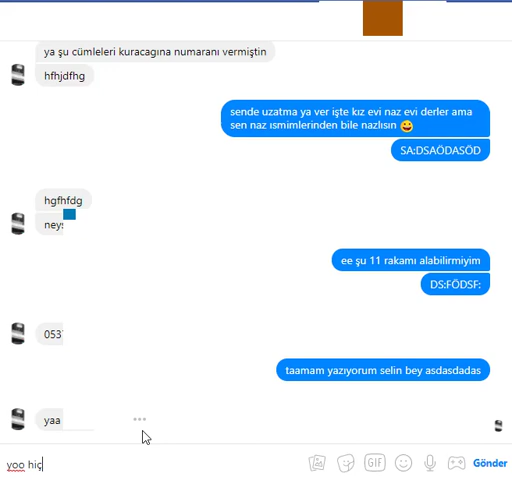 ya şu cümleleri kuracagına numaranı vermiştin
hfhjdfhg
sende uzatma ya ver işte kız evi naz evi derler ama
sen naz ısmimlerinden bile nazlısın 😄
SA:DSAÖDASÖD
hgfhfdg
neys
ee şu 11 rakamı alabilirmiyim
DS:FÖDSF:
053
taamam yazıyorum selin bey asdasdadas
yaa
yoo hiç
GIF
Gönder